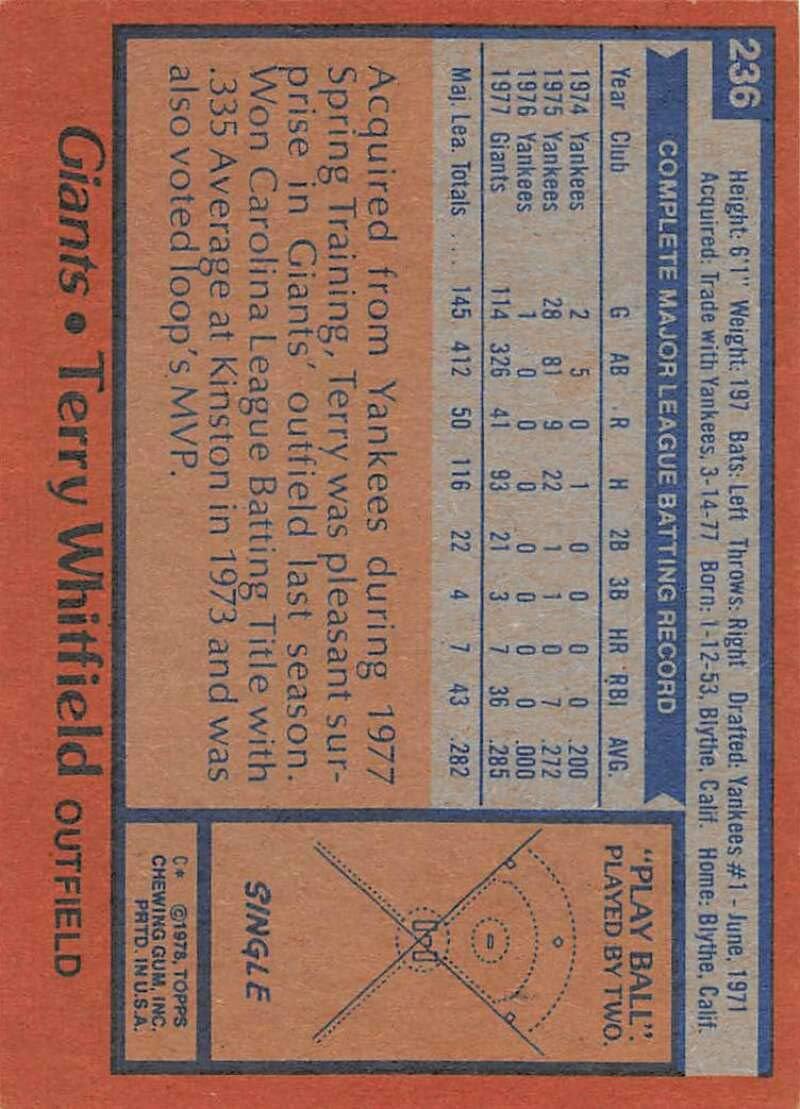 236
Height: 6'1" Weight: 197 Bats: Left Throws: Right Drafted: Yankees #1 - June, 1971
Acquired: Trade with Yankees, 3-14-77 Born: 1-12-53, Blythe, Calif. Home: Blythe, Calif.
COMPLETE MAJOR LEAGUE BATTING RECORD
Year Club G AB R H 2B 3B HR RBI AVG.
1974 Yankees 2 5 0 1 0 0 0 0 .200
1975 Yankees 28 81 9 22 1 1 0 7 .272
1976 Yankees 1 0 0 0 0 0 0 0 .000
1977 Giants 114 326 41 93 21 3 7 36 .285
Maj. Lea. Totals .... 145 412 50 116 22 4 7 43 .282
Acquired from Yankees during 1977
Spring Training, Terry was pleasant sur-
prise in Giants' outfield last season.
Won Carolina League Batting Title with
.335 Average at Kinston in 1973 and was
also voted loop's MVP.
"PLAY BALL"
PLAYED BY TWO.
SINGLE
C* ©1978, TOPPS
CHEWING GUM, INC.
PRTD. IN U.S.A.
Giants • Terry Whitfield OUTFIELD